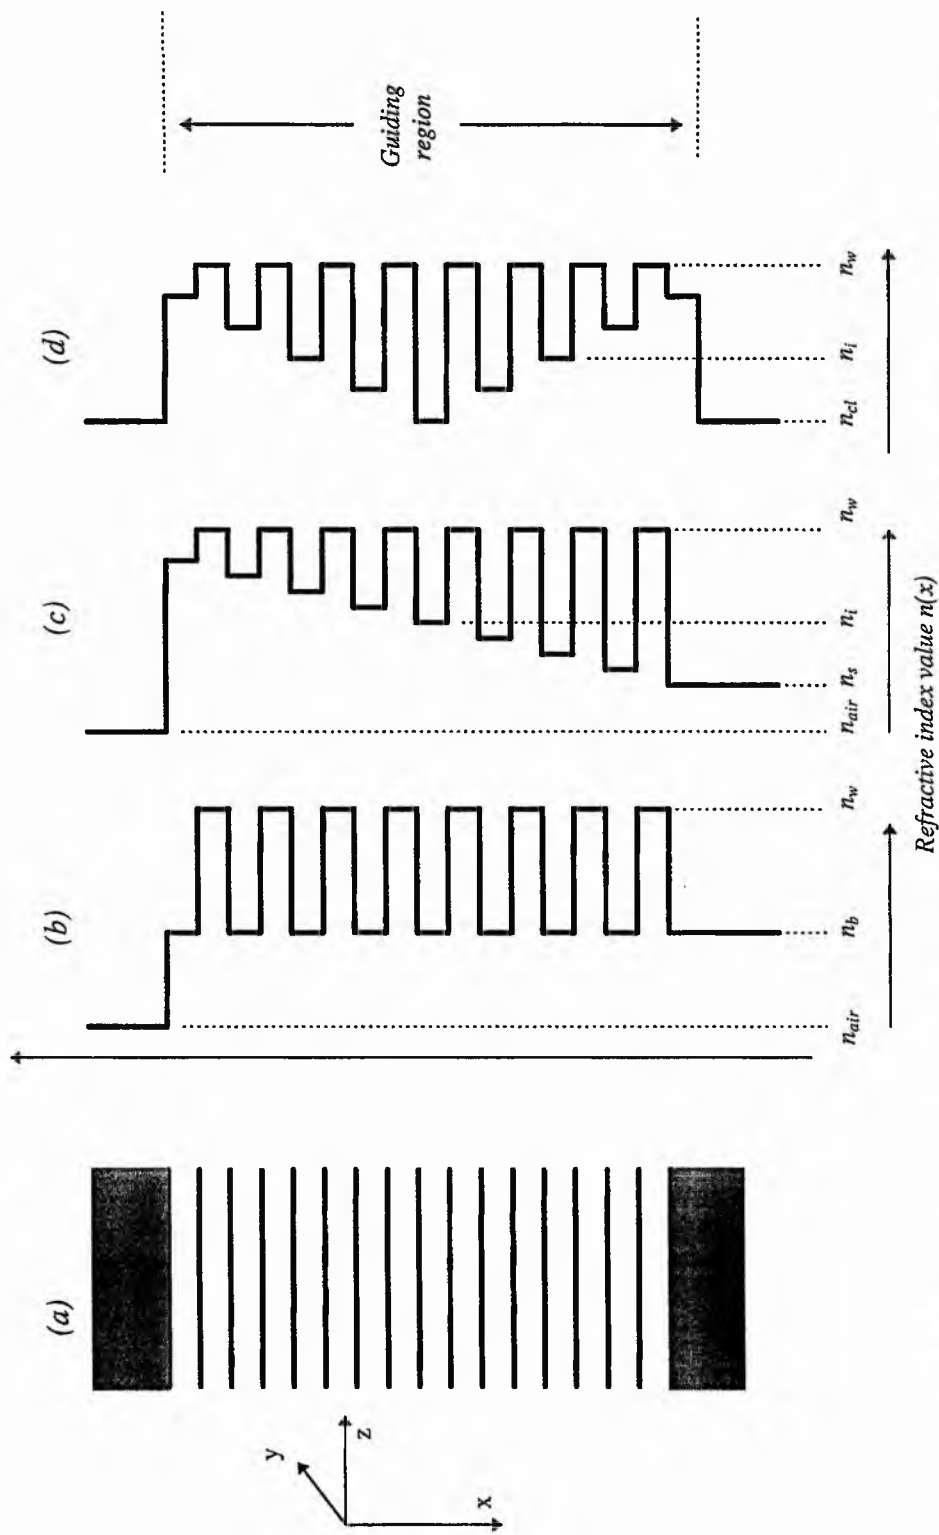 (a)
(b)
(c)
(d)
y
z
x
Guiding
region
n_air
n_b
n_w
n_air
n_s
n_i
n_w
n_cl
n_i
n_w
Refractive index value n(x)